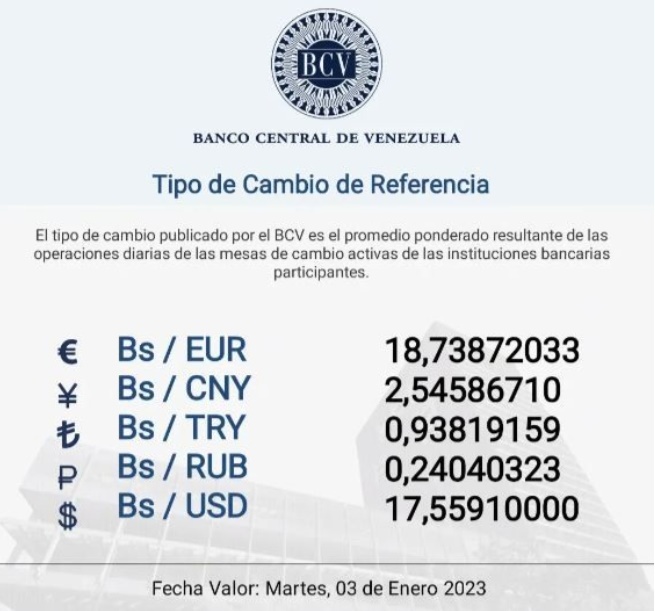 BCV
BANCO CENTRAL DE VENEZUELA
Tipo de Cambio de Referencia
El tipo de cambio publicado por el BCV es el promedio ponderado resultante de las
operaciones diarias de las mesas de cambio activas de las instituciones bancarias
participantes.
€ Bs / EUR 18,73872033
¥ Bs / CNY 2,54586710
₺ Bs / TRY 0,93819159
₽ Bs / RUB 0,24040323
$ Bs / USD 17,55910000
Fecha Valor: Martes, 03 de Enero 2023